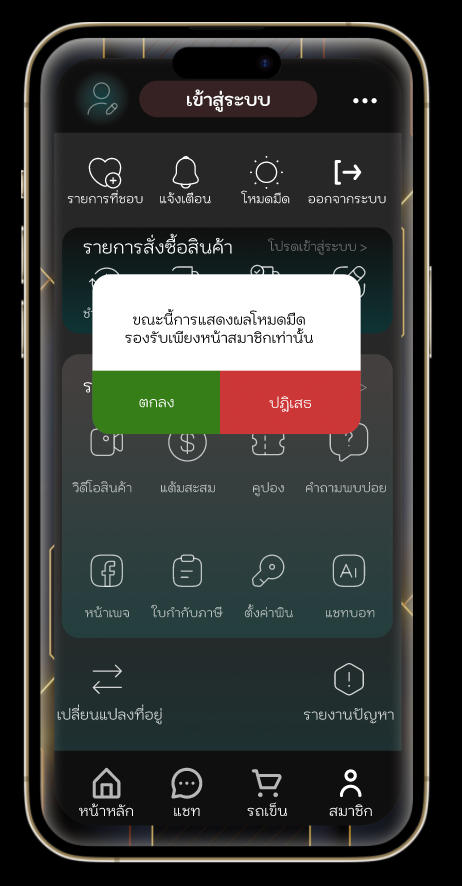 เข้าสู่ระบบ
รายการที่ชอบ แจ้งเตือน โหมดมืด ออกจากระบบ
รายการสั่งซื้อสินค้า โปรดเข้าสู่ระบบ >
ขณะนี้การแสดงผลโหมดมืด
รองรับเพียงหน้าสมาชิกเท่านั้น
ตกลง ปฎิเสธ
วิดีโอสินค้า แต้มสะสม คูปอง คำถามพบบ่อย
หน้าเพจ ใบกำกับภาษี ตั้งค่าพิน แชทบอท
เปลี่ยนแปลงที่อยู่ รายงานปัญหา
หน้าหลัก แชท รถเข็น สมาชิก